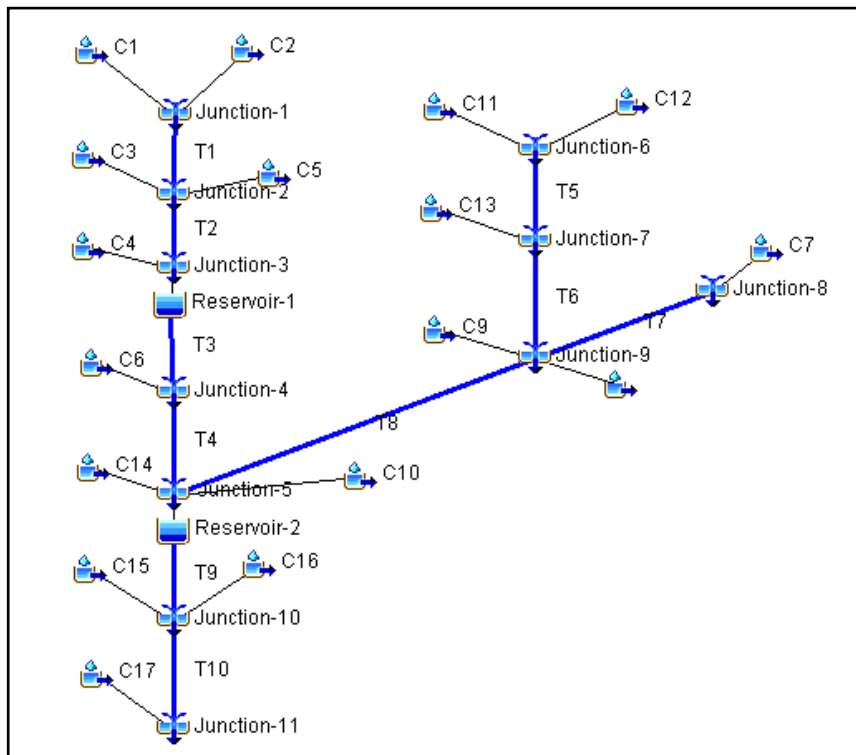 C1
C2
Junction-1
C11
C12
T1
Junction-6
C3
C5
Junction-2
T5
C13
T2
Junction-7
C4
C7
Junction-3
Reservoir-1
T6
Junction-8
T7
C9
T3
Junction-9
C6
Junction-4
T8
T4
C14
C10
Junction-5
Reservoir-2
C15
T9
C16
Junction-10
C17
T10
Junction-11